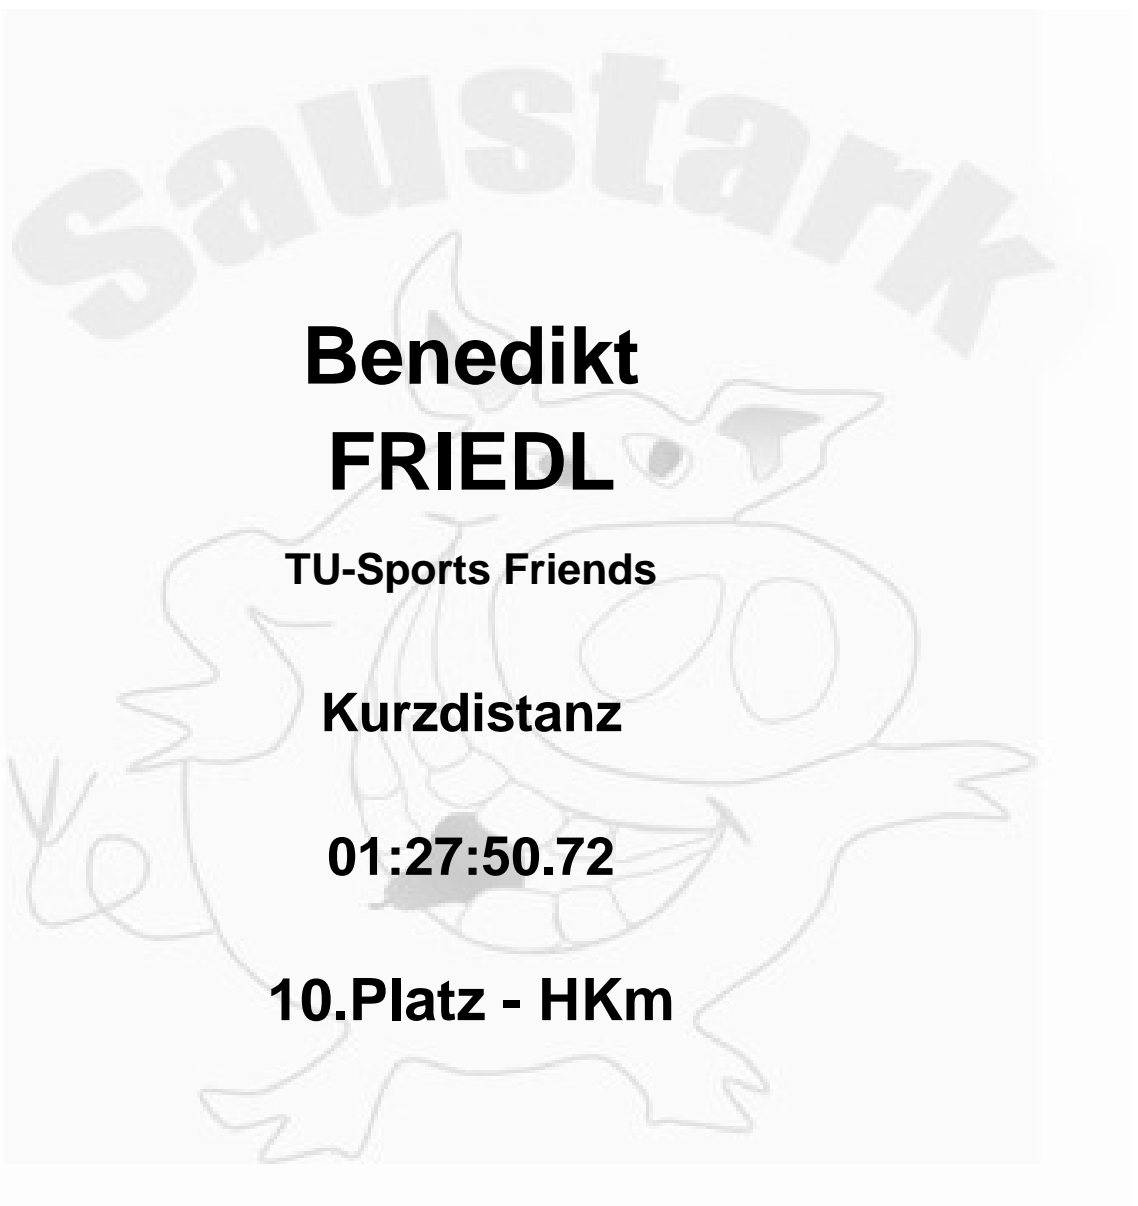 Saustark
Benedikt
FRIEDL
TU-Sports Friends
Kurzdistanz
01:27:50.72
10.Platz - HKm